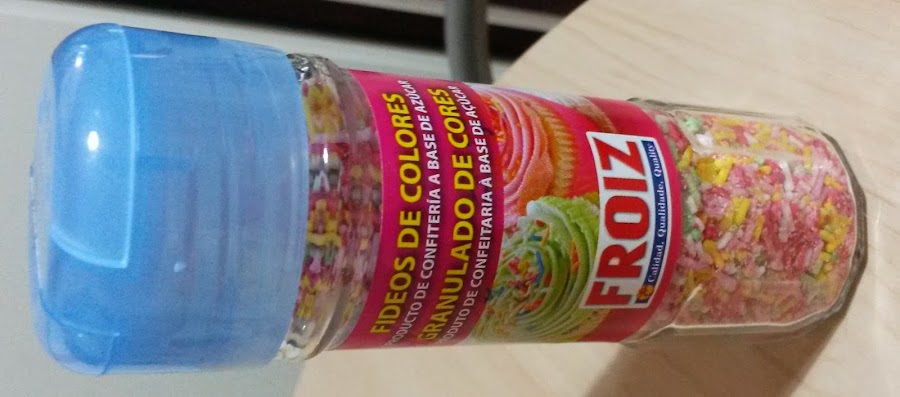 FIDEOS DE COLORES
PRODUCTO DE CONFITERÍA A BASE DE AZÚCAR
GRANULADO DE CORES
PRODUTO DE CONFEITARIA À BASE DE AÇÚCAR
FROIZ
Calidad, Qualidade, Quality